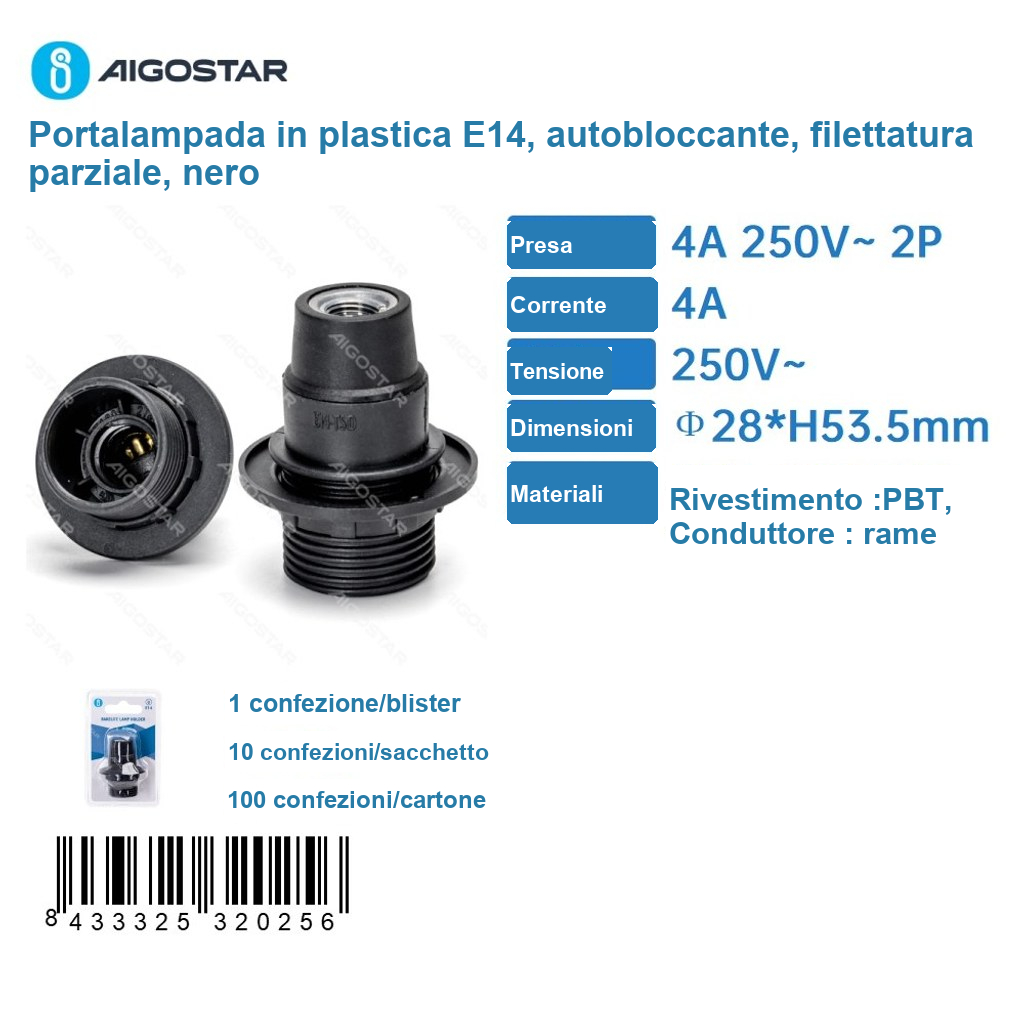 AIGOSTAR
Portalampada in plastica E14, autobloccante, filettatura
parziale, nero
Presa 4A 250V~ 2P
Corrente 4A
Tensione 250V~
Dimensioni Φ28*H53.5mm
Materiali Rivestimento :PBT,
Conduttore : rame
AIGOSTAR
AIGOSTAR
1 confezione/blister
10 confezioni/sacchetto
100 confezioni/cartone
8 433325 320256